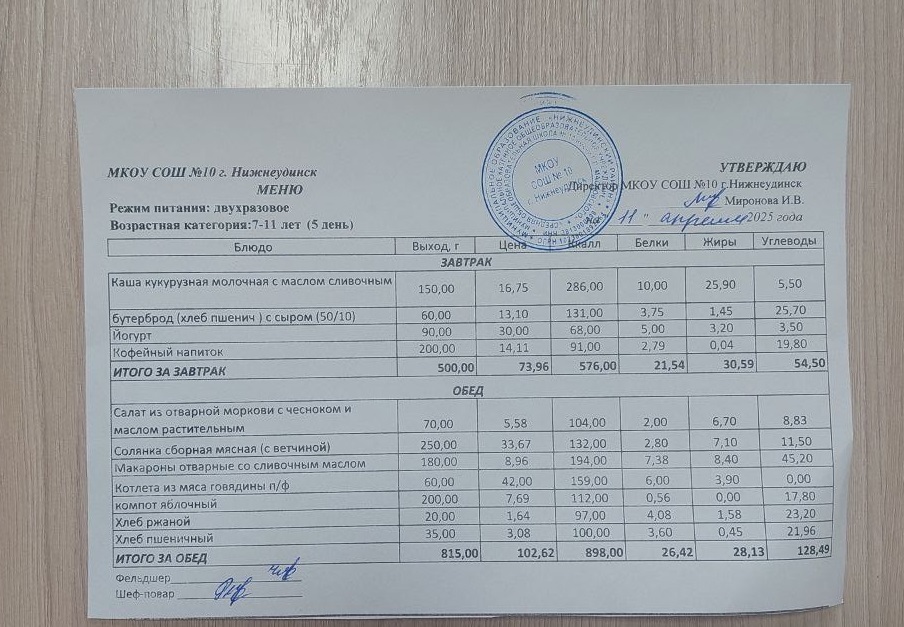 МКОУ СОШ №10 г. Нижнеудинск
УТВЕРЖДАЮ
МЕНЮ
Директор МКОУ СОШ №10 г.Нижнеудинск
Режим питания: двухразовое
Миронова И.В.
Возрастная категория:7-11 лет (5 день)
11 " апреля 2025 года
МКОУ
СОШ № 10
г. Нижнеудинск
Блюдо Выход, г Цена Ккалл Белки Жиры Углеводы
ЗАВТРАК
Каша кукурузная молочная с маслом сливочным 150,00 16,75 286,00 10,00 25,90 5,50
бутерброд (хлеб пшенич ) с сыром (50/10) 60,00 13,10 131,00 3,75 1,45 25,70
Йогурт 90,00 30,00 68,00 5,00 3,20 3,50
Кофейный напиток 200,00 14,11 91,00 2,79 0,04 19,80
ИТОГО ЗА ЗАВТРАК 500,00 73,96 576,00 21,54 30,59 54,50
ОБЕД
Салат из отварной моркови с чесноком и
маслом растительным 70,00 5,58 104,00 2,00 6,70 8,83
Солянка сборная мясная (с ветчиной) 250,00 33,67 132,00 2,80 7,10 11,50
Макароны отварные со сливочным маслом 180,00 8,96 194,00 7,38 8,40 45,20
Котлета из мяса говядины п/ф 60,00 42,00 159,00 6,00 3,90 0,00
компот яблочный 200,00 7,69 112,00 0,56 0,00 17,80
Хлеб ржаной 20,00 1,64 97,00 4,08 1,58 23,20
Хлеб пшеничный 35,00 3,08 100,00 3,60 0,45 21,96
ИТОГО ЗА ОБЕД 815,00 102,62 898,00 26,42 28,13 128,49
Фельдшер
Шеф-повар